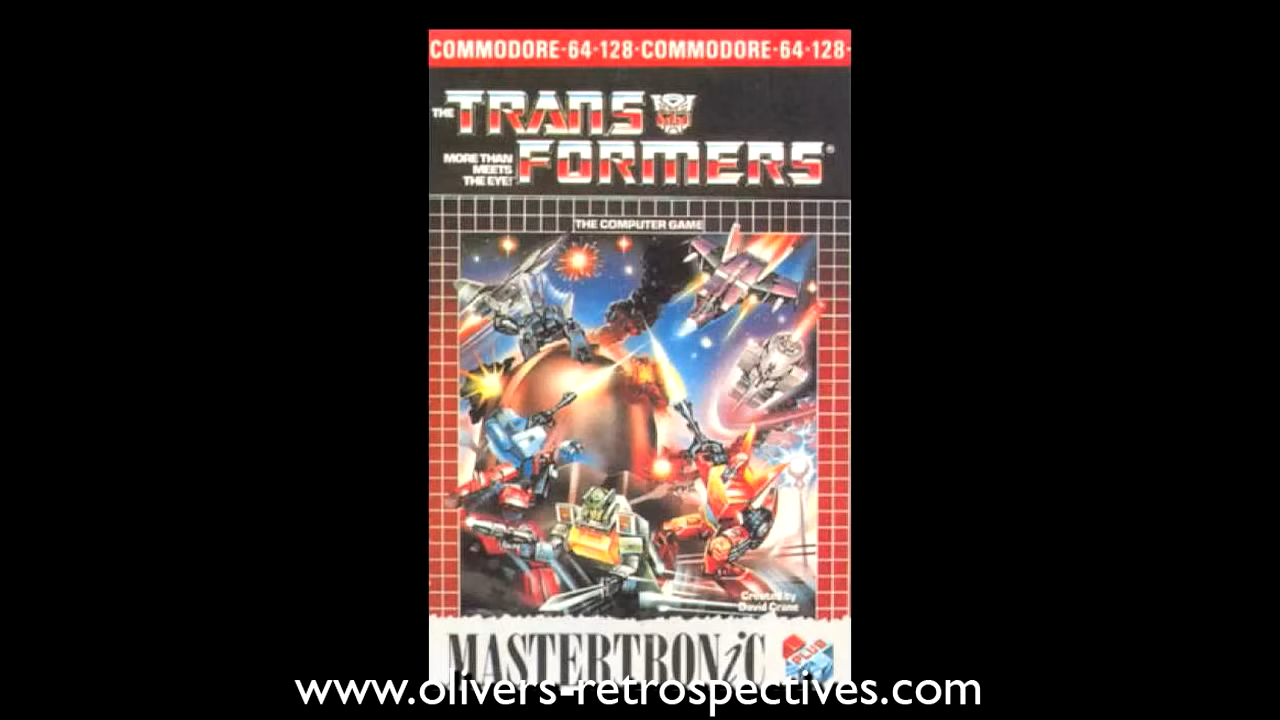 COMMODORE·64·128·COMMODORE·64·128·
THE TRANS
FORMERS®
MORE THAN
MEETS
THE EYE!
THE COMPUTER GAME
Created by
David Crane
MASTERTRONiC
PLUS
www.olivers-retrospectives.com